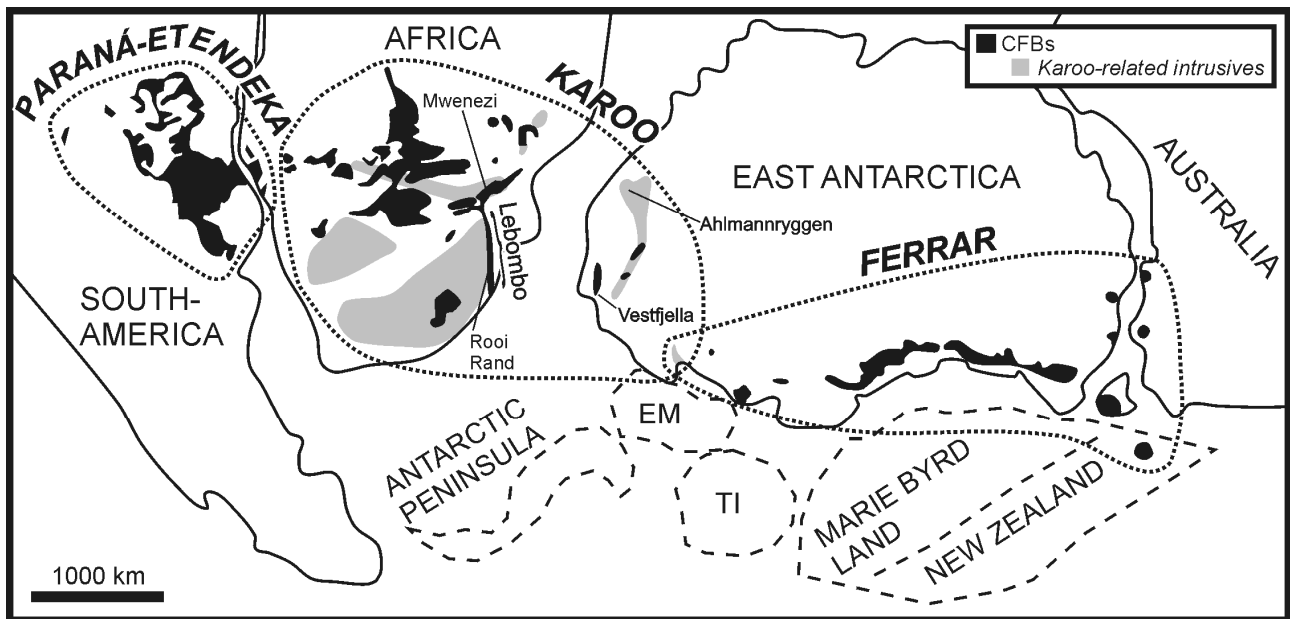 PARANÁ-ETENDEKA
AFRICA
KAROO
CFBs
Karoo-related intrusives
Mwenezi
Lebombo
Rooi
Rand
SOUTH-
AMERICA
EAST ANTARCTICA
Ahlmannryggen
Vestfjella
FERRAR
AUSTRALIA
ANTARCTIC
PENINSULA
EM
TI
MARIE BYRD
LAND
NEW ZEALAND
1000 km